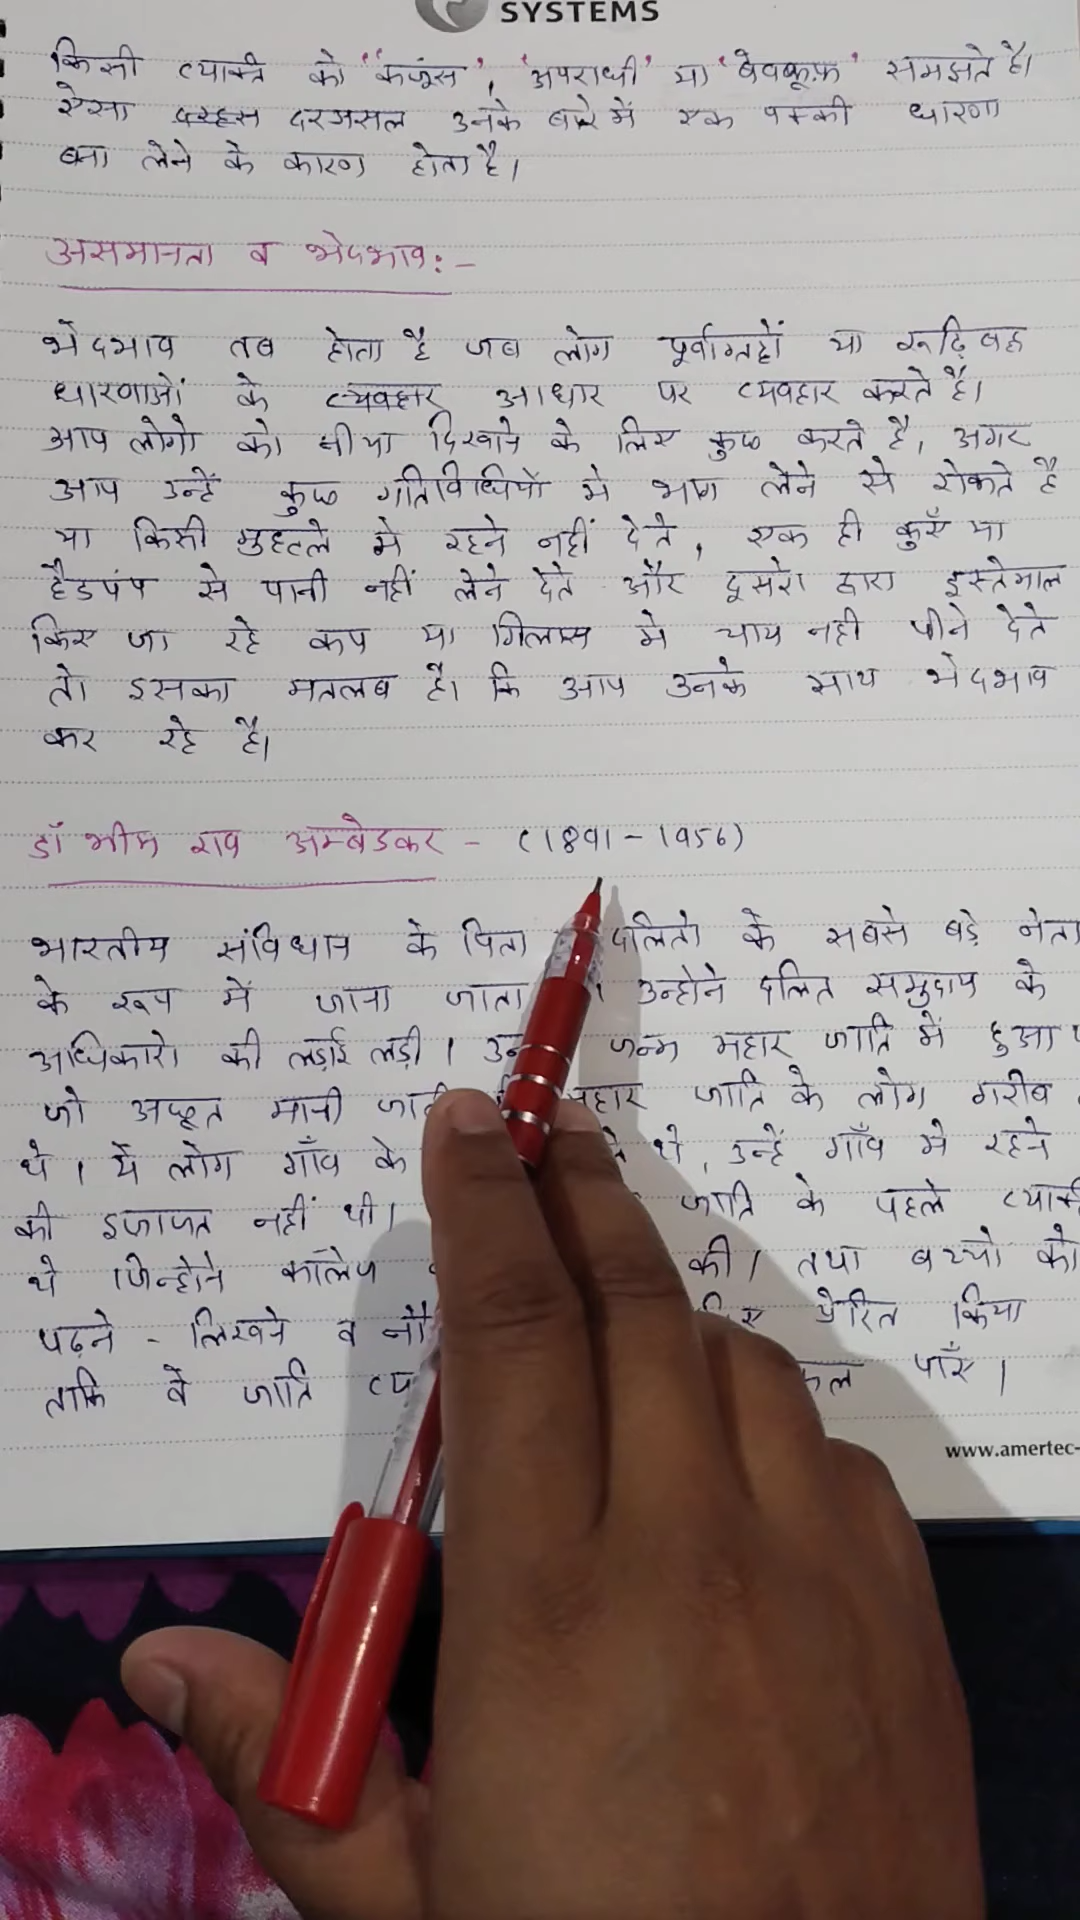 SYSTEMS
किसी व्यक्ति को 'कंजूस', 'अपराधी' या 'बेवकूफ़' समझते है।
ऐसा दरअसल उनके बारे में एक पक्की धारणा
बना लेने के कारण होता है।
असमानता व भेदभाव:-
भेदभाव तब होता है जब लोग पूर्वाग्रहों या रूढ़िबद्ध
धारणाओं के व्यवहार आधार पर व्यवहार करते है।
आप लोगो को नीचा दिखाने के लिए कुछ करते है, अगर
आप उन्हें कुछ गतिविधियों मे भाग लेने से रोकते है
या किसी मुहल्ले मे रहने नहीं देते, एक ही कुएँ या
हैडपंप से पानी नहीं लेने देते और दूसरो द्वारा इस्तेमाल
किए जा रहे कप या गिलास मे चाय नही पीने देते
तो इसका मतलब है। कि आप उनके साथ भेदभाव
कर रहे है।
डॉ भीम राव अम्बेडकर - (1891-1956)
भारतीय संविधान के पिता दलितो के सबसे बड़े नेता
के रूप में जाना जाता । उन्होने दलित समुदाय के
अधिकारो की लड़ाई लड़ी । जन्म महार जाति में हुआ
जो अछूत मानी महार जाति के लोग गरीब
थे । ये लोग गाँव के थे, उन्हें गाँव मे रहने
की इजाजत नहीं थी। जाति के पहले
थे जिन्होने कॉलेज की। तथा बच्चो को
पढ़ने - लिखने व प्रेरित किया
ताकि वे जाति पाएँ।
www.amertec-